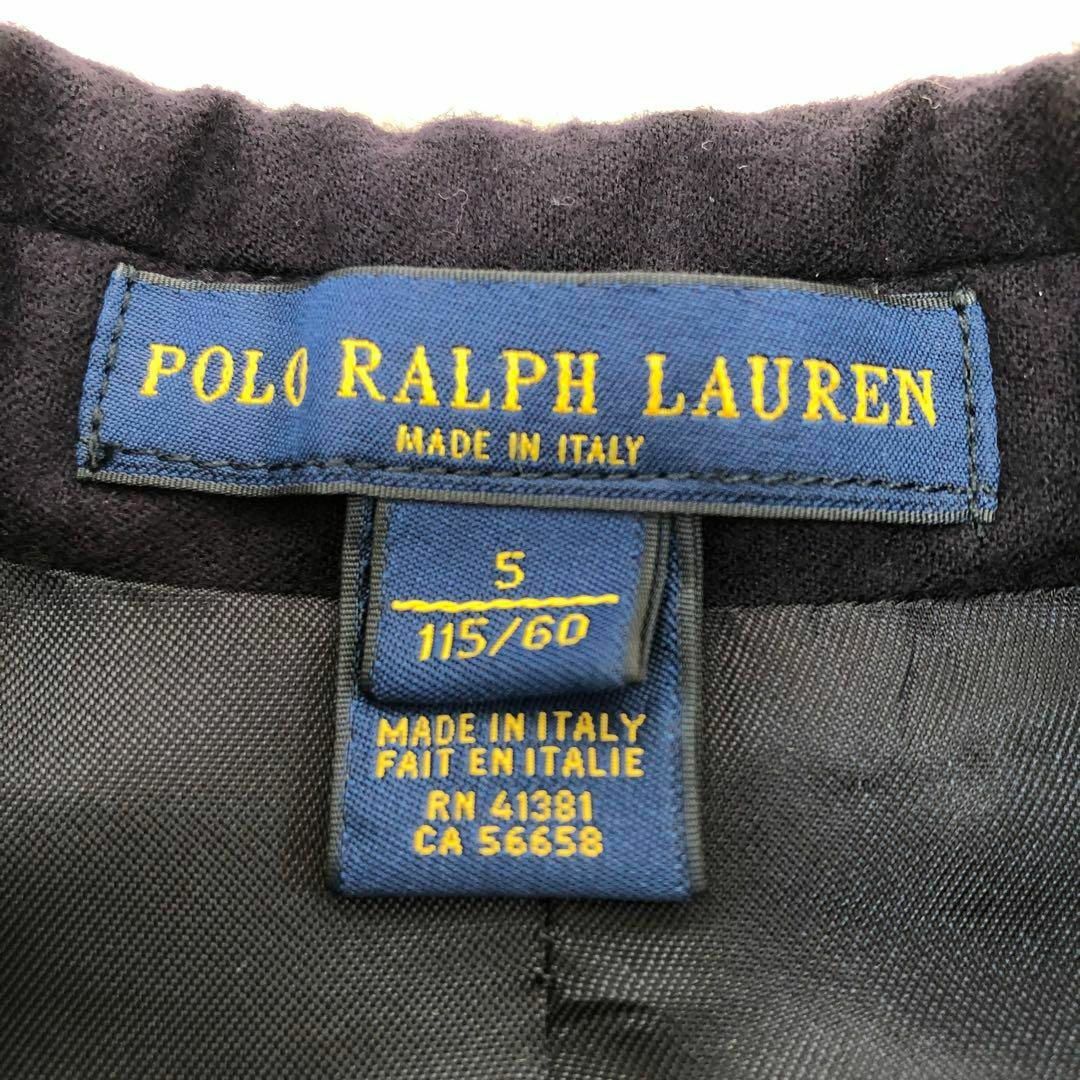 POLO RALPH LAUREN
MADE IN ITALY
5
115/60
MADE IN ITALY
FAIT EN ITALIE
RN 41381
CA 56658